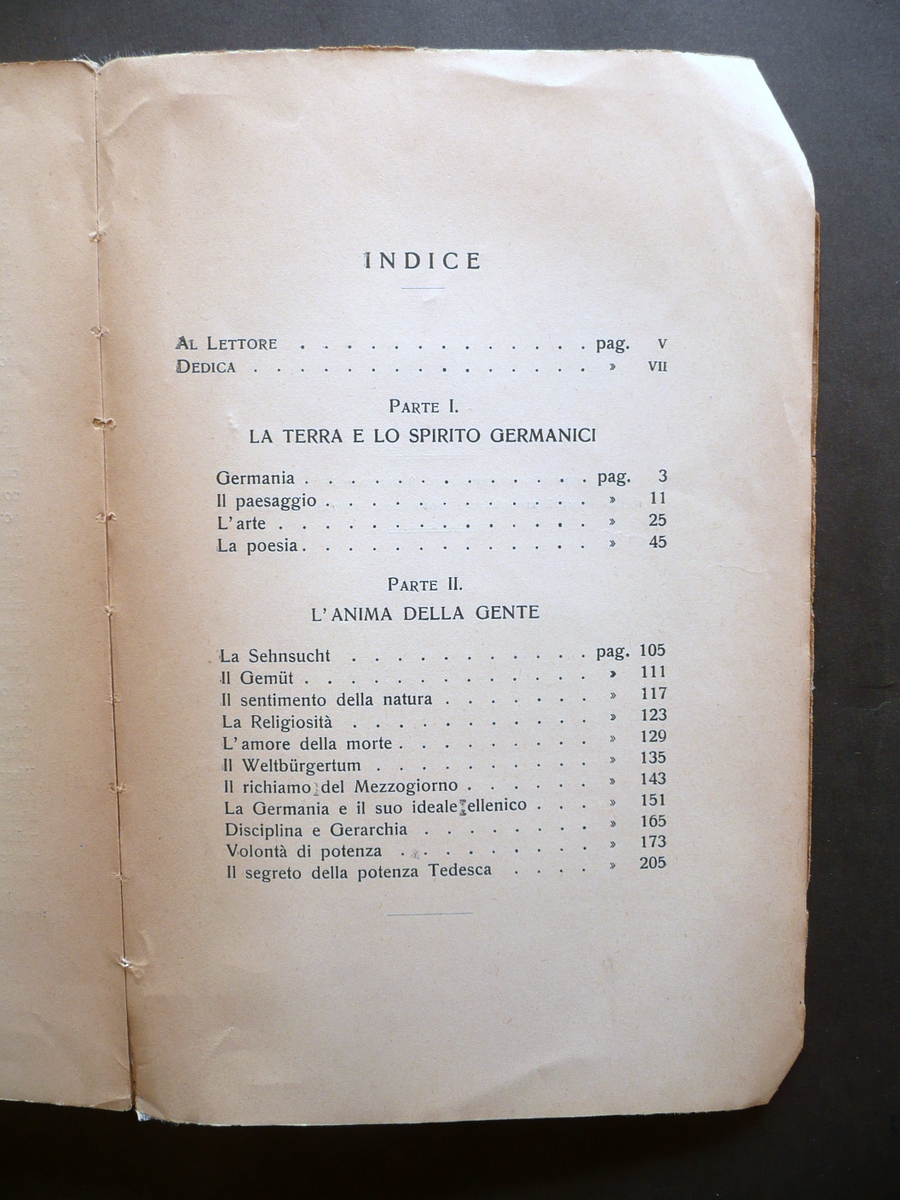 INDICE
AL LETTORE . . . . . . . . . . . . . pag. V
DEDICA . . . . . . . . . . . . . . . » VII
PARTE I.
LA TERRA E LO SPIRITO GERMANICI
Germania . . . . . . . . . . . . . pag. 3
Il paesaggio . . . . . . . . . . . . » 11
L'arte . . . . . . . . . . . . . . » 25
La poesia . . . . . . . . . . . . . » 45
PARTE II.
L'ANIMA DELLA GENTE
La Sehnsucht . . . . . . . . . . . pag. 105
Il Gemüt . . . . . . . . . . . . . » 111
Il sentimento della natura . . . . . . . » 117
La Religiosità . . . . . . . . . . . » 123
L'amore della morte . . . . . . . . . » 129
Il Weltbürgertum . . . . . . . . . . » 135
Il richiamo del Mezzogiorno . . . . . . » 143
La Germania e il suo ideale ellenico . . . » 151
Disciplina e Gerarchia . . . . . . . . » 165
Volontà di potenza . . . . . . . . . » 173
Il segreto della potenza Tedesca . . . . » 205